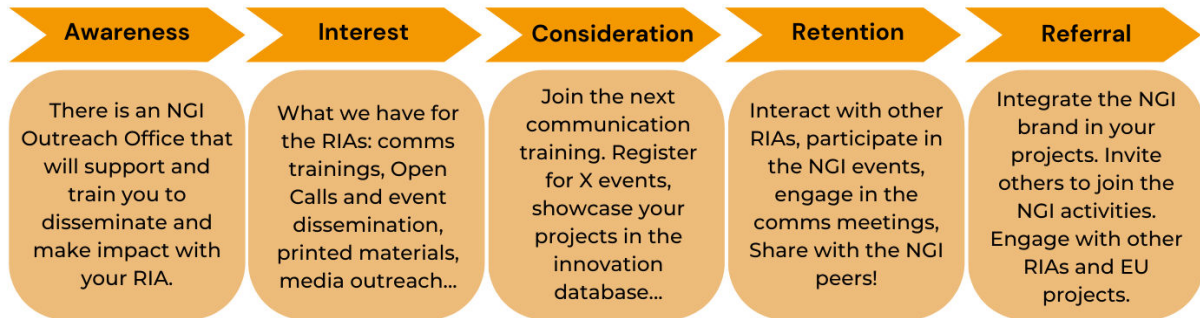 Awareness
Interest
Consideration
Retention
Referral
There is an NGI
Outreach Office that
will support and
train you to
disseminate and
make impact with
your RIA.
What we have for
the RIAs: comms
trainings, Open
Calls and event
dissemination,
printed materials,
media outreach...
Join the next
communication
training. Register
for X events,
showcase your
projects in the
innovation
database...
Interact with other
RIAs, participate in
the NGI events,
engage in the
comms meetings,
Share with the NGI
peers!
Integrate the NGI
brand in your
projects. Invite
others to join the
NGI activities.
Engage with other
RIAs and EU
projects.